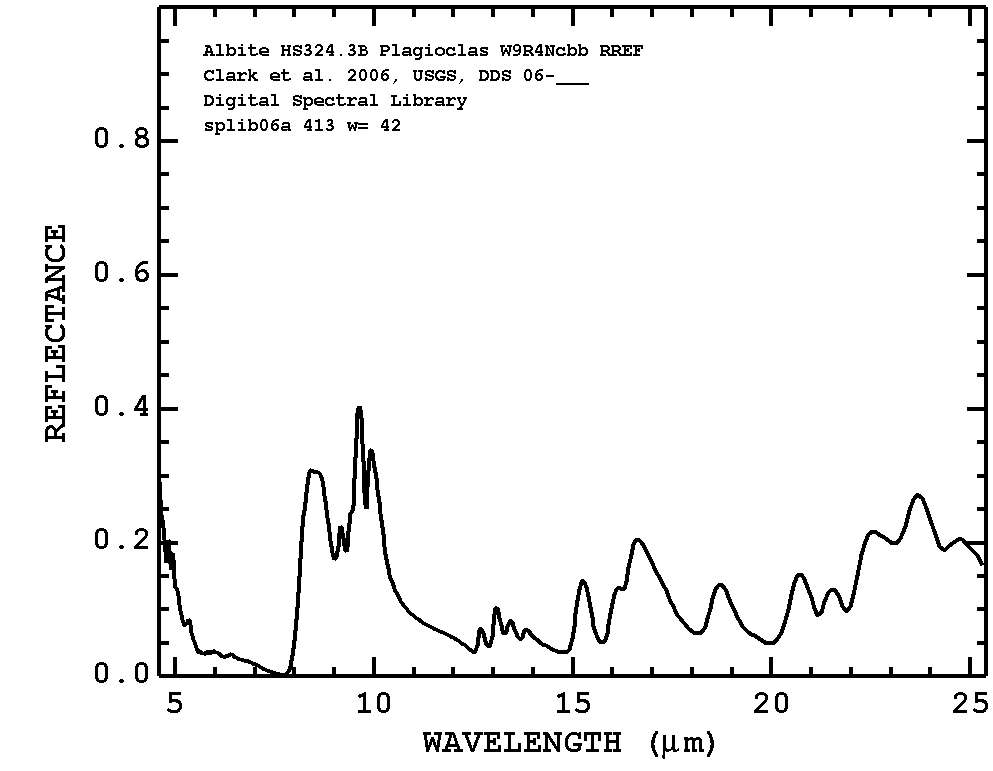 Albite HS324.3B Plagioclas W9R4Ncbb RREF
Clark et al. 2006, USGS, DDS 06-___
Digital Spectral Library
splib06a 413 w= 42
REFLECTANCE
0.8
0.6
0.4
0.2
0.0
5 10 15 20 25
WAVELENGTH (μm)